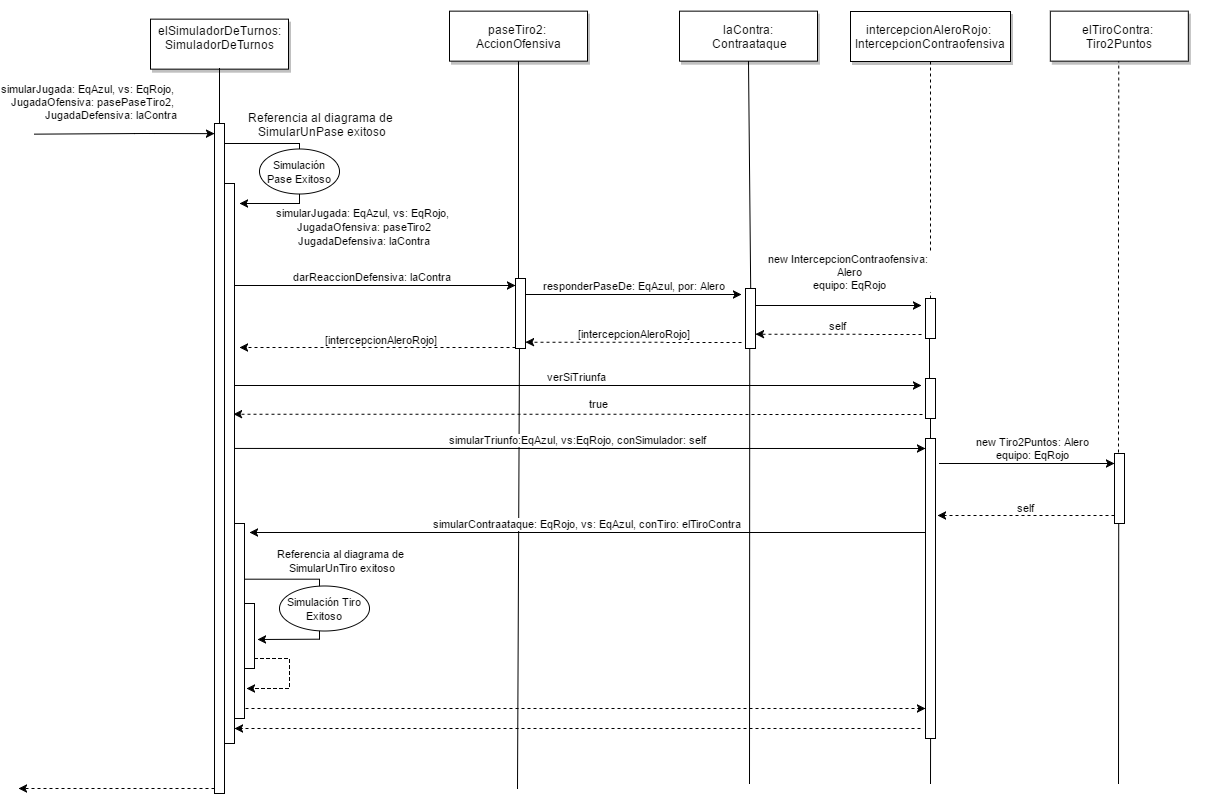 elSimuladorDeTurnos:
SimuladorDeTurnos
paseTiro2:
AccionOfensiva
laContra:
Contraataque
intercepcionAleroRojo:
IntercepcionContraofensiva
elTiroContra:
Tiro2Puntos
simularJugada: EqAzul, vs: EqRojo,
JugadaOfensiva: pasePaseTiro2,
JugadaDefensiva: laContra
Referencia al diagrama de
SimularUnPase exitoso
Simulación
Pase Exitoso
simularJugada: EqAzul, vs: EqRojo,
JugadaOfensiva: paseTiro2
JugadaDefensiva: laContra
darReaccionDefensiva: laContra
responderPaseDe: EqAzul, por: Alero
new IntercepcionContraofensiva:
Alero
equipo: EqRojo
self
[intercepcionAleroRojo]
[intercepcionAleroRojo]
verSiTriunfa
true
simularTriunfo:EqAzul, vs:EqRojo, conSimulador: self
new Tiro2Puntos: Alero
equipo: EqRojo
self
simularContraataque: EqRojo, vs: EqAzul, conTiro: elTiroContra
Referencia al diagrama de
SimularUnTiro exitoso
Simulación Tiro
Exitoso